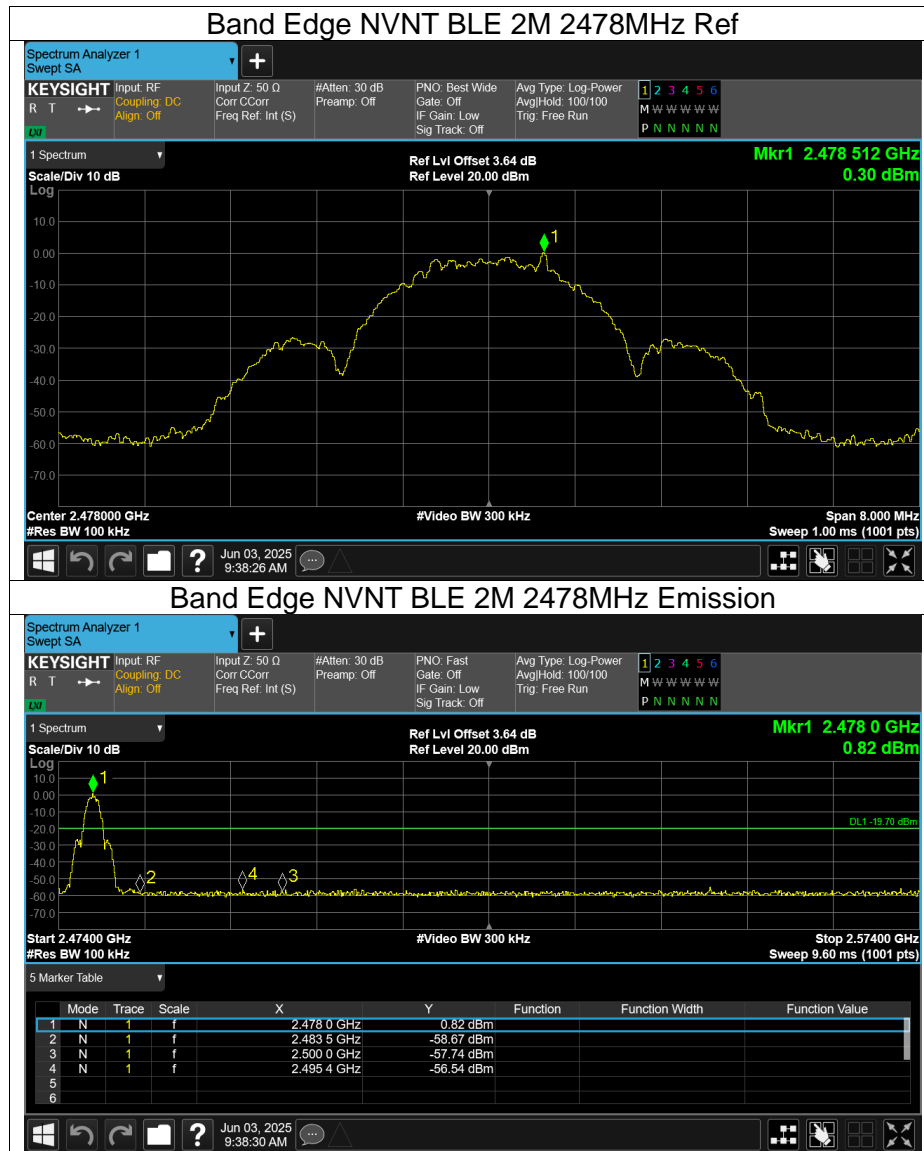 Band Edge NVNT BLE 2M 2478MHz Ref
Spectrum Analyzer 1
Swept SA
+
KEYSIGHT
R T
LXI
Input: RF
Coupling: DC
Align: Off
Input Z: 50 Ω
Corr CCorr
Freq Ref: Int (S)
#Atten: 30 dB
Preamp: Off
PNO: Best Wide
Gate: Off
IF Gain: Low
Sig Track: Off
Avg Type: Log-Power
Avg|Hold: 100/100
Trig: Free Run
1 2 3 4 5 6
M W W W W W
P N N N N N
1 Spectrum
Scale/Div 10 dB
Ref Lvl Offset 3.64 dB
Ref Level 20.00 dBm
Mkr1 2.478 512 GHz
0.30 dBm
Log
10.0
0.00
-10.0
-20.0
-30.0
-40.0
-50.0
-60.0
-70.0
1
Center 2.478000 GHz
#Res BW 100 kHz
#Video BW 300 kHz
Span 8.000 MHz
Sweep 1.00 ms (1001 pts)
?
Jun 03, 2025
9:38:26 AM
Band Edge NVNT BLE 2M 2478MHz Emission
Spectrum Analyzer 1
Swept SA
+
KEYSIGHT
R T
LXI
Input: RF
Coupling: DC
Align: Off
Input Z: 50 Ω
Corr CCorr
Freq Ref: Int (S)
#Atten: 30 dB
Preamp: Off
PNO: Fast
Gate: Off
IF Gain: Low
Sig Track: Off
Avg Type: Log-Power
Avg|Hold: 100/100
Trig: Free Run
1 2 3 4 5 6
M W W W W W
P N N N N N
1 Spectrum
Scale/Div 10 dB
Ref Lvl Offset 3.64 dB
Ref Level 20.00 dBm
Mkr1 2.478 0 GHz
0.82 dBm
Log
10.0
0.00
-10.0
-20.0
-30.0
-40.0
-50.0
-60.0
-70.0
1
DL1 -19.70 dBm
2
4
3
Start 2.47400 GHz
#Res BW 100 kHz
#Video BW 300 kHz
Stop 2.57400 GHz
Sweep 9.60 ms (1001 pts)
5 Marker Table
Mode Trace Scale X Y Function Function Width Function Value
1 N 1 f 2.478 0 GHz 0.82 dBm
2 N 1 f 2.483 5 GHz -58.67 dBm
3 N 1 f 2.500 0 GHz -57.74 dBm
4 N 1 f 2.495 4 GHz -56.54 dBm
5
6
?
Jun 03, 2025
9:38:30 AM